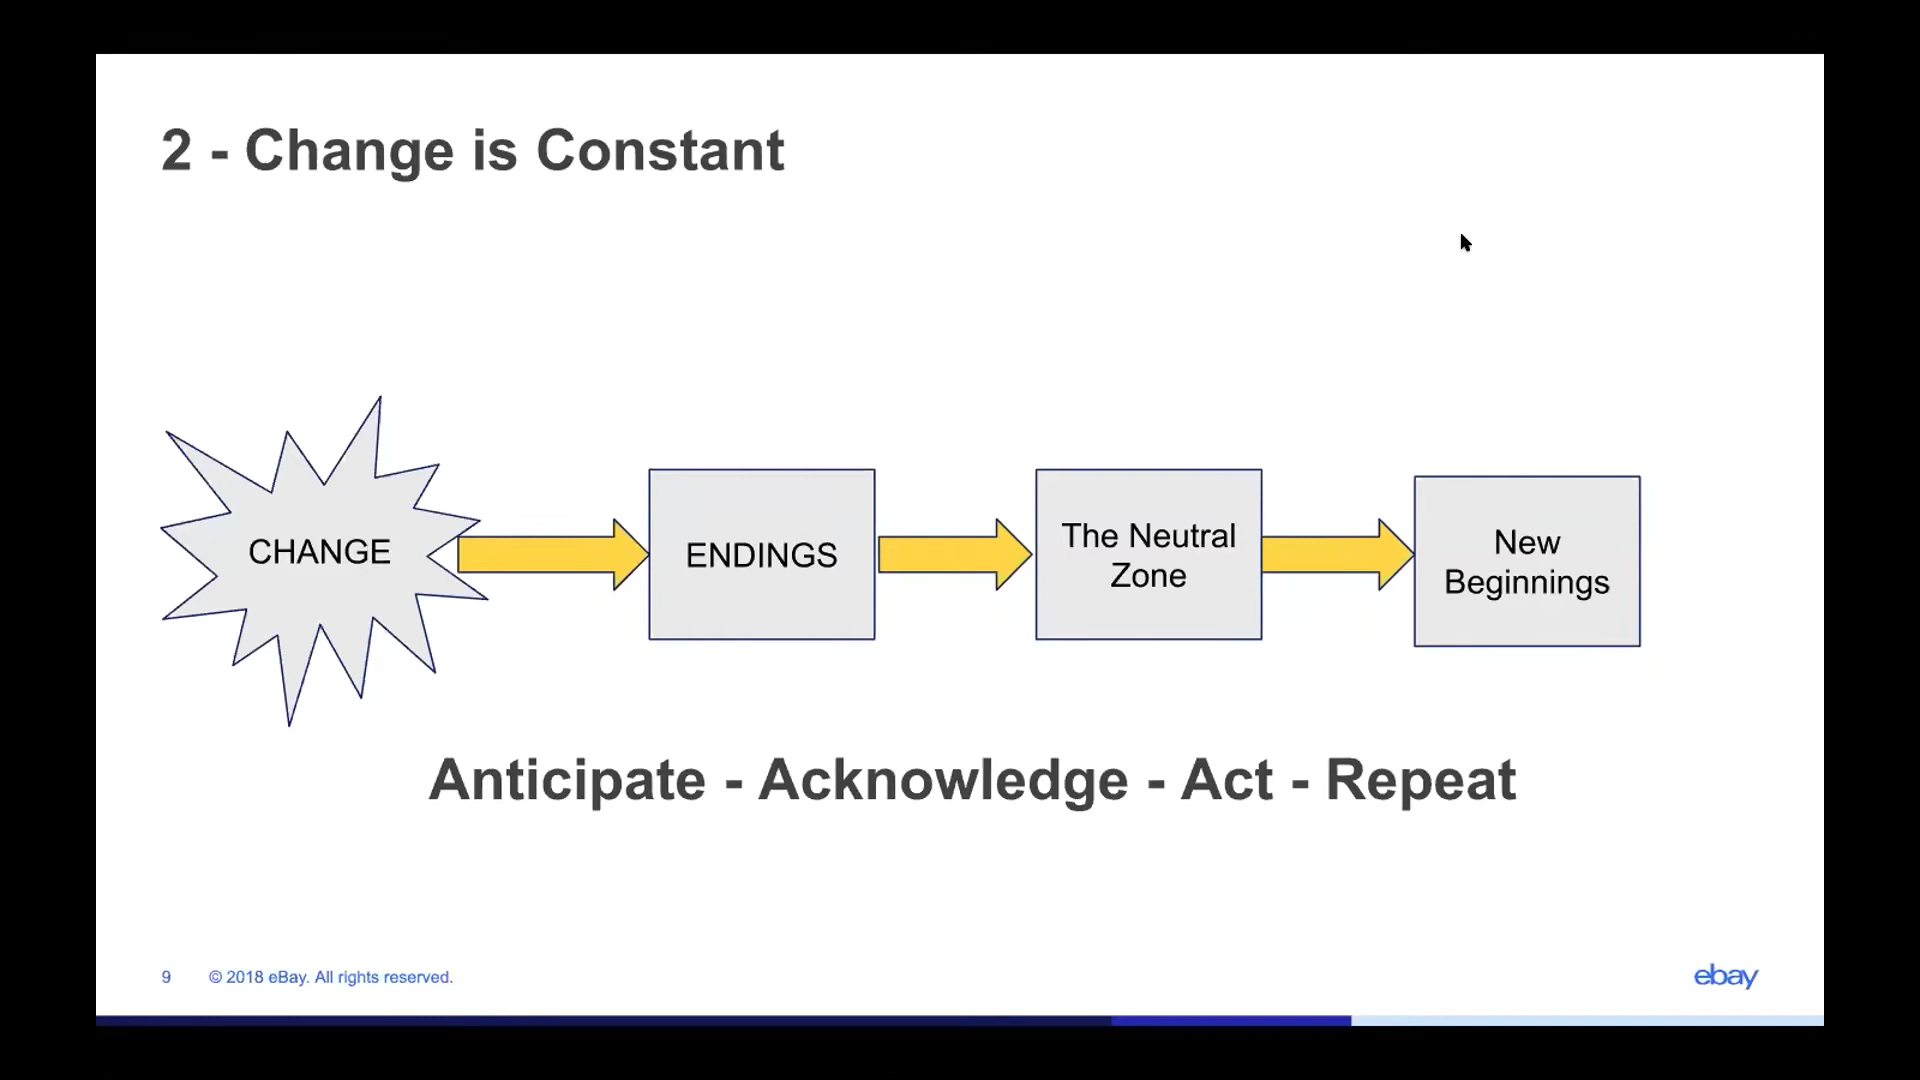 2 - Change is Constant
CHANGE
ENDINGS
The Neutral
Zone
New
Beginnings
Anticipate - Acknowledge - Act - Repeat
9 © 2018 eBay. All rights reserved.
ebay